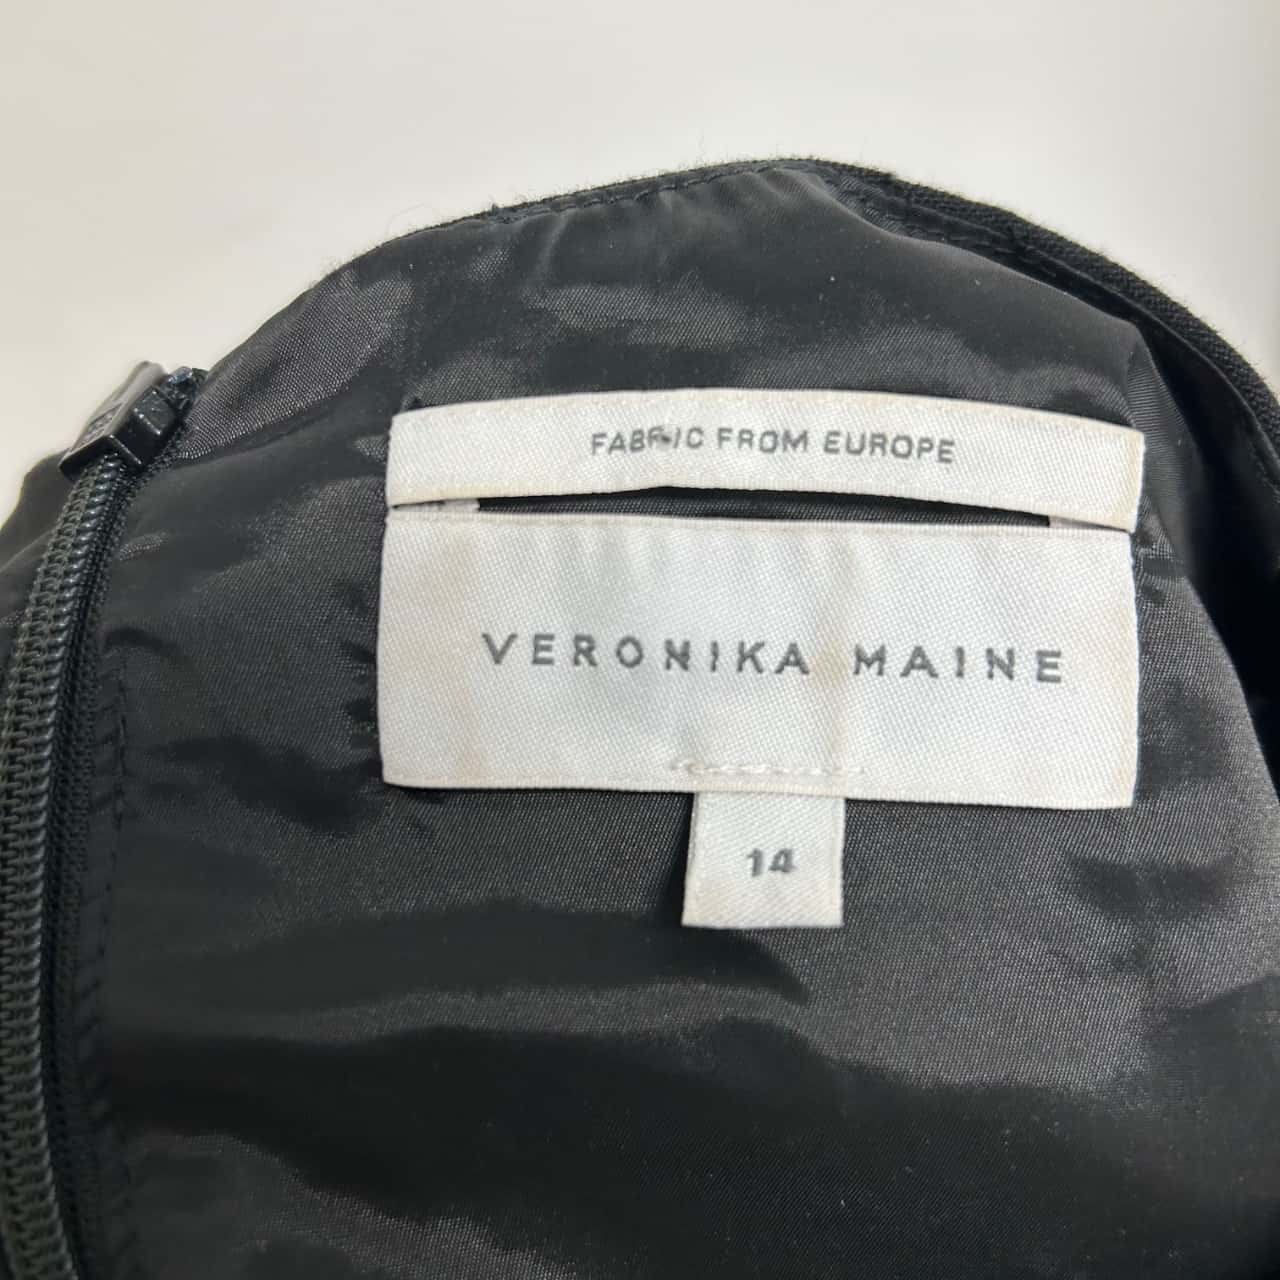 FABRIC FROM EUROPE
VERONIKA MAINE
14